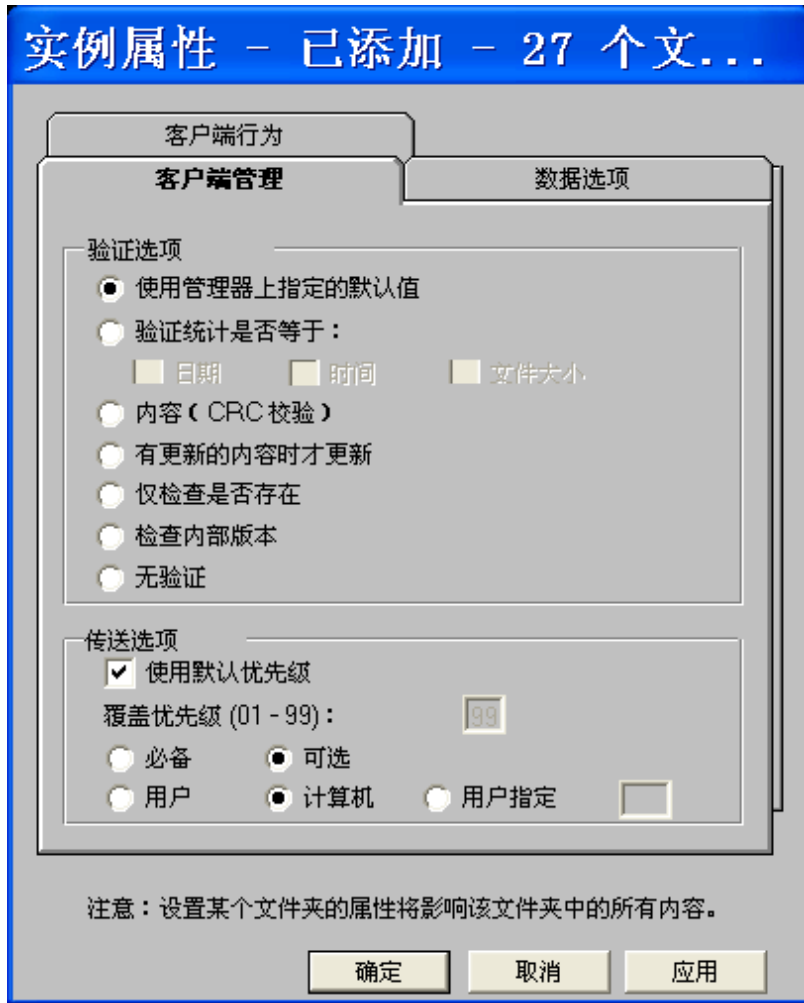 实例属性 - 已添加 - 27 个文...
客户端行为
客户端管理
数据选项
验证选项
使用管理器上指定的默认值
验证统计是否等于：
日期 时间 文件大小
内容（CRC校验）
有更新的内容时才更新
仅检查是否存在
检查内部版本
无验证
传送选项
使用默认优先级
覆盖优先级 (01 - 99)： 99
必备 可选
用户 计算机 用户指定
注意：设置某个文件夹的属性将影响该文件夹中的所有内容。
确定 取消 应用